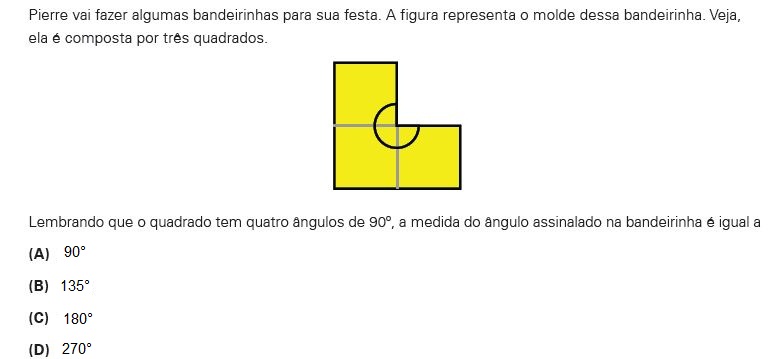 Pierre vai fazer algumas bandeirinhas para sua festa. A figura representa o molde dessa bandeirinha. Veja,
ela é composta por três quadrados.
Lembrando que o quadrado tem quatro ângulos de 90º, a medida do ângulo assinalado na bandeirinha é igual a
(A) 90°
(B) 135°
(C) 180°
(D) 270°